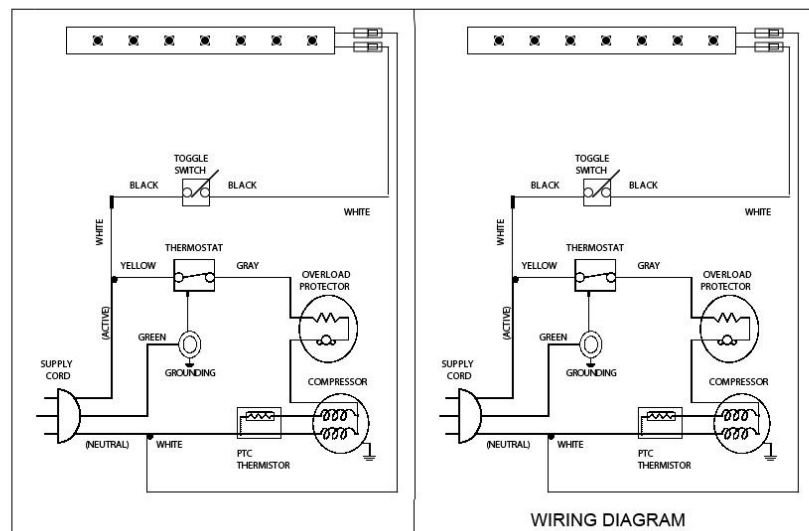 TOGGLE
SWITCH
BLACK
BLACK
WHITE
WHITE
THERMOSTAT
YELLOW
GRAY
OVERLOAD
PROTECTOR
(ACTIVE)
GREEN
SUPPLY
CORD
GROUNDING
COMPRESSOR
(NEUTRAL)
WHITE
PTC
THERMISTOR
TOGGLE
SWITCH
BLACK
BLACK
WHITE
WHITE
THERMOSTAT
YELLOW
GRAY
OVERLOAD
PROTECTOR
(ACTIVE)
GREEN
SUPPLY
CORD
GROUNDING
COMPRESSOR
(NEUTRAL)
WHITE
PTC
THERMISTOR
WIRING DIAGRAM